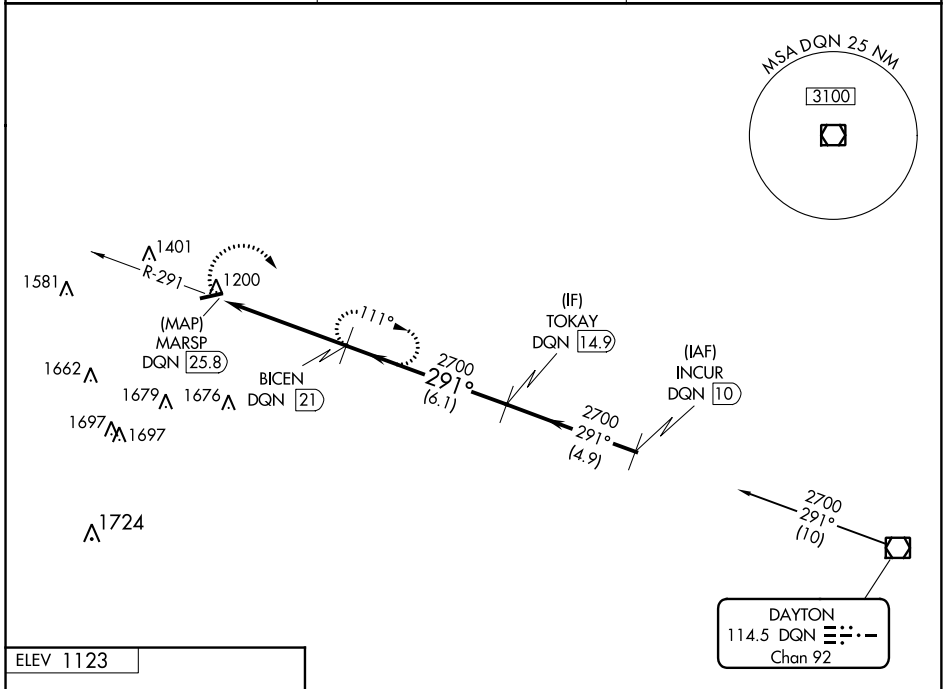 MSA DQN 25 NM
3100
1401
R-291
1200
1581
(MAP)
MARSP
DQN 25.8
111°
(IF)
TOKAY
DQN 14.9
(IAF)
INCUR
DQN 10
1662
BICEN
DQN 21
2700
291°
(6.1)
1679
1676
1697
1697
2700
291°
(4.9)
1724
2700
291°
(10)
DAYTON
114.5 DQN
Chan 92
ELEV 1123